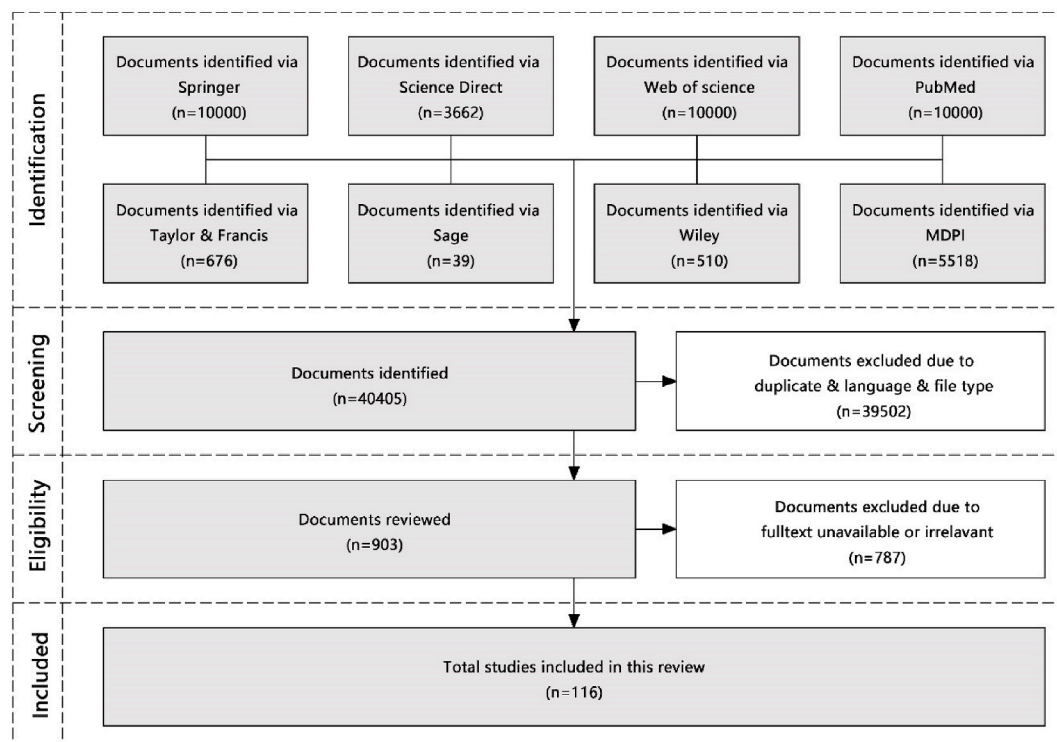 Identification
Documents identified via
Springer
(n=10000)
Documents identified via
Science Direct
(n=3662)
Documents identified via
Web of science
(n=10000)
Documents identified via
PubMed
(n=10000)
Documents identified via
Taylor & Francis
(n=676)
Documents identified via
Sage
(n=39)
Documents identified via
Wiley
(n=510)
Documents identified via
MDPI
(n=5518)
Screening
Documents identified
(n=40405)
Documents excluded due to
duplicate & language & file type
(n=39502)
Eligibility
Documents reviewed
(n=903)
Documents excluded due to
fulltext unavailable or irrelavant
(n=787)
Included
Total studies included in this review
(n=116)